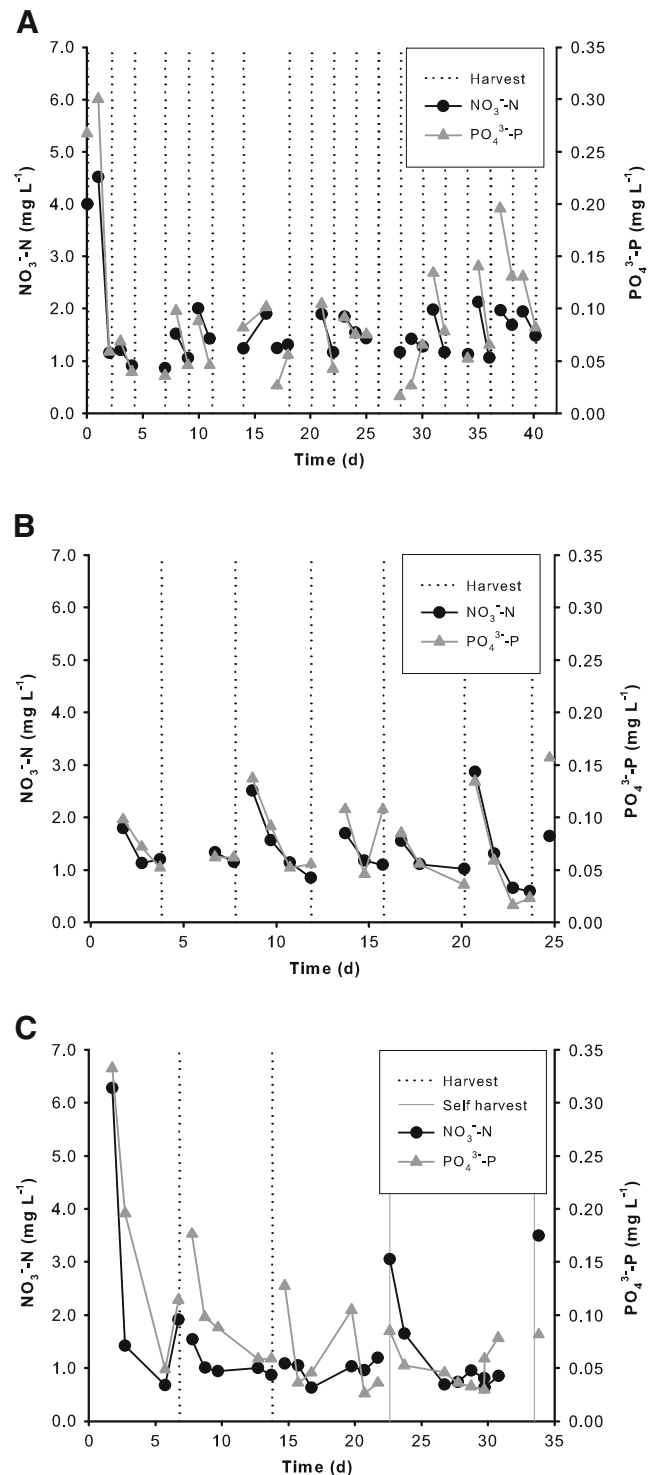 A
7.0
6.0
5.0
4.0
3.0
2.0
1.0
0.0
NO₃⁻-N (mg L⁻¹)
0.35
0.30
0.25
0.20
0.15
0.10
0.05
0.00
PO₄³⁻-P (mg L⁻¹)
Harvest
NO₃⁻-N
PO₄³⁻-P
0 5 10 15 20 25 30 35 40
Time (d)
B
7.0
6.0
5.0
4.0
3.0
2.0
1.0
0.0
NO₃⁻-N (mg L⁻¹)
0.35
0.30
0.25
0.20
0.15
0.10
0.05
0.00
PO₄³⁻-P (mg L⁻¹)
Harvest
NO₃⁻-N
PO₄³⁻-P
0 5 10 15 20 25
Time (d)
C
7.0
6.0
5.0
4.0
3.0
2.0
1.0
0.0
NO₃⁻-N (mg L⁻¹)
0.35
0.30
0.25
0.20
0.15
0.10
0.05
0.00
PO₄³⁻-P (mg L⁻¹)
Harvest
Self harvest
NO₃⁻-N
PO₄³⁻-P
0 5 10 15 20 25 30 35
Time (d)